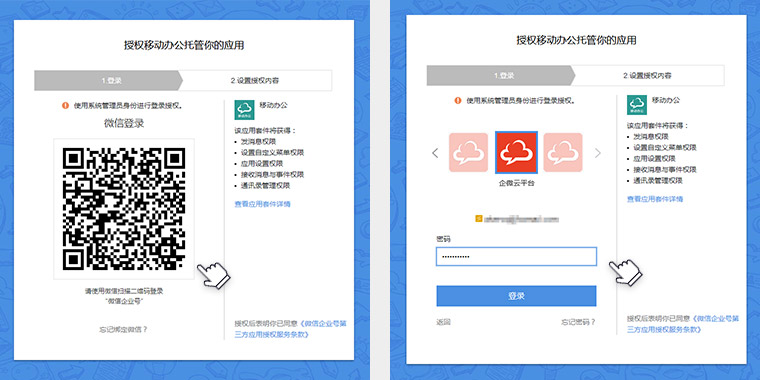 授权移动办公托管你的应用
1.登录
2.设置授权内容
使用系统管理员身份进行登录授权。
微信登录
请使用微信扫描二维码登录
"微信企业号"
忘记绑定微信？
移动办公
移动办公
该应用套件将获得：
• 发消息权限
• 设置自定义菜单权限
• 应用设置权限
• 接收消息与事件权限
• 通讯录管理权限
查看应用套件详情
授权后表明你已同意《微信企业号第
三方应用授权服务条款》
授权移动办公托管你的应用
1.登录
2.设置授权内容
使用系统管理员身份进行登录授权。
企微云平台
密码
登录
返回
忘记密码？
移动办公
移动办公
该应用套件将获得：
• 发消息权限
• 设置自定义菜单权限
• 应用设置权限
• 接收消息与事件权限
• 通讯录管理权限
查看应用套件详情
授权后表明你已同意《微信企业号第
三方应用授权服务条款》